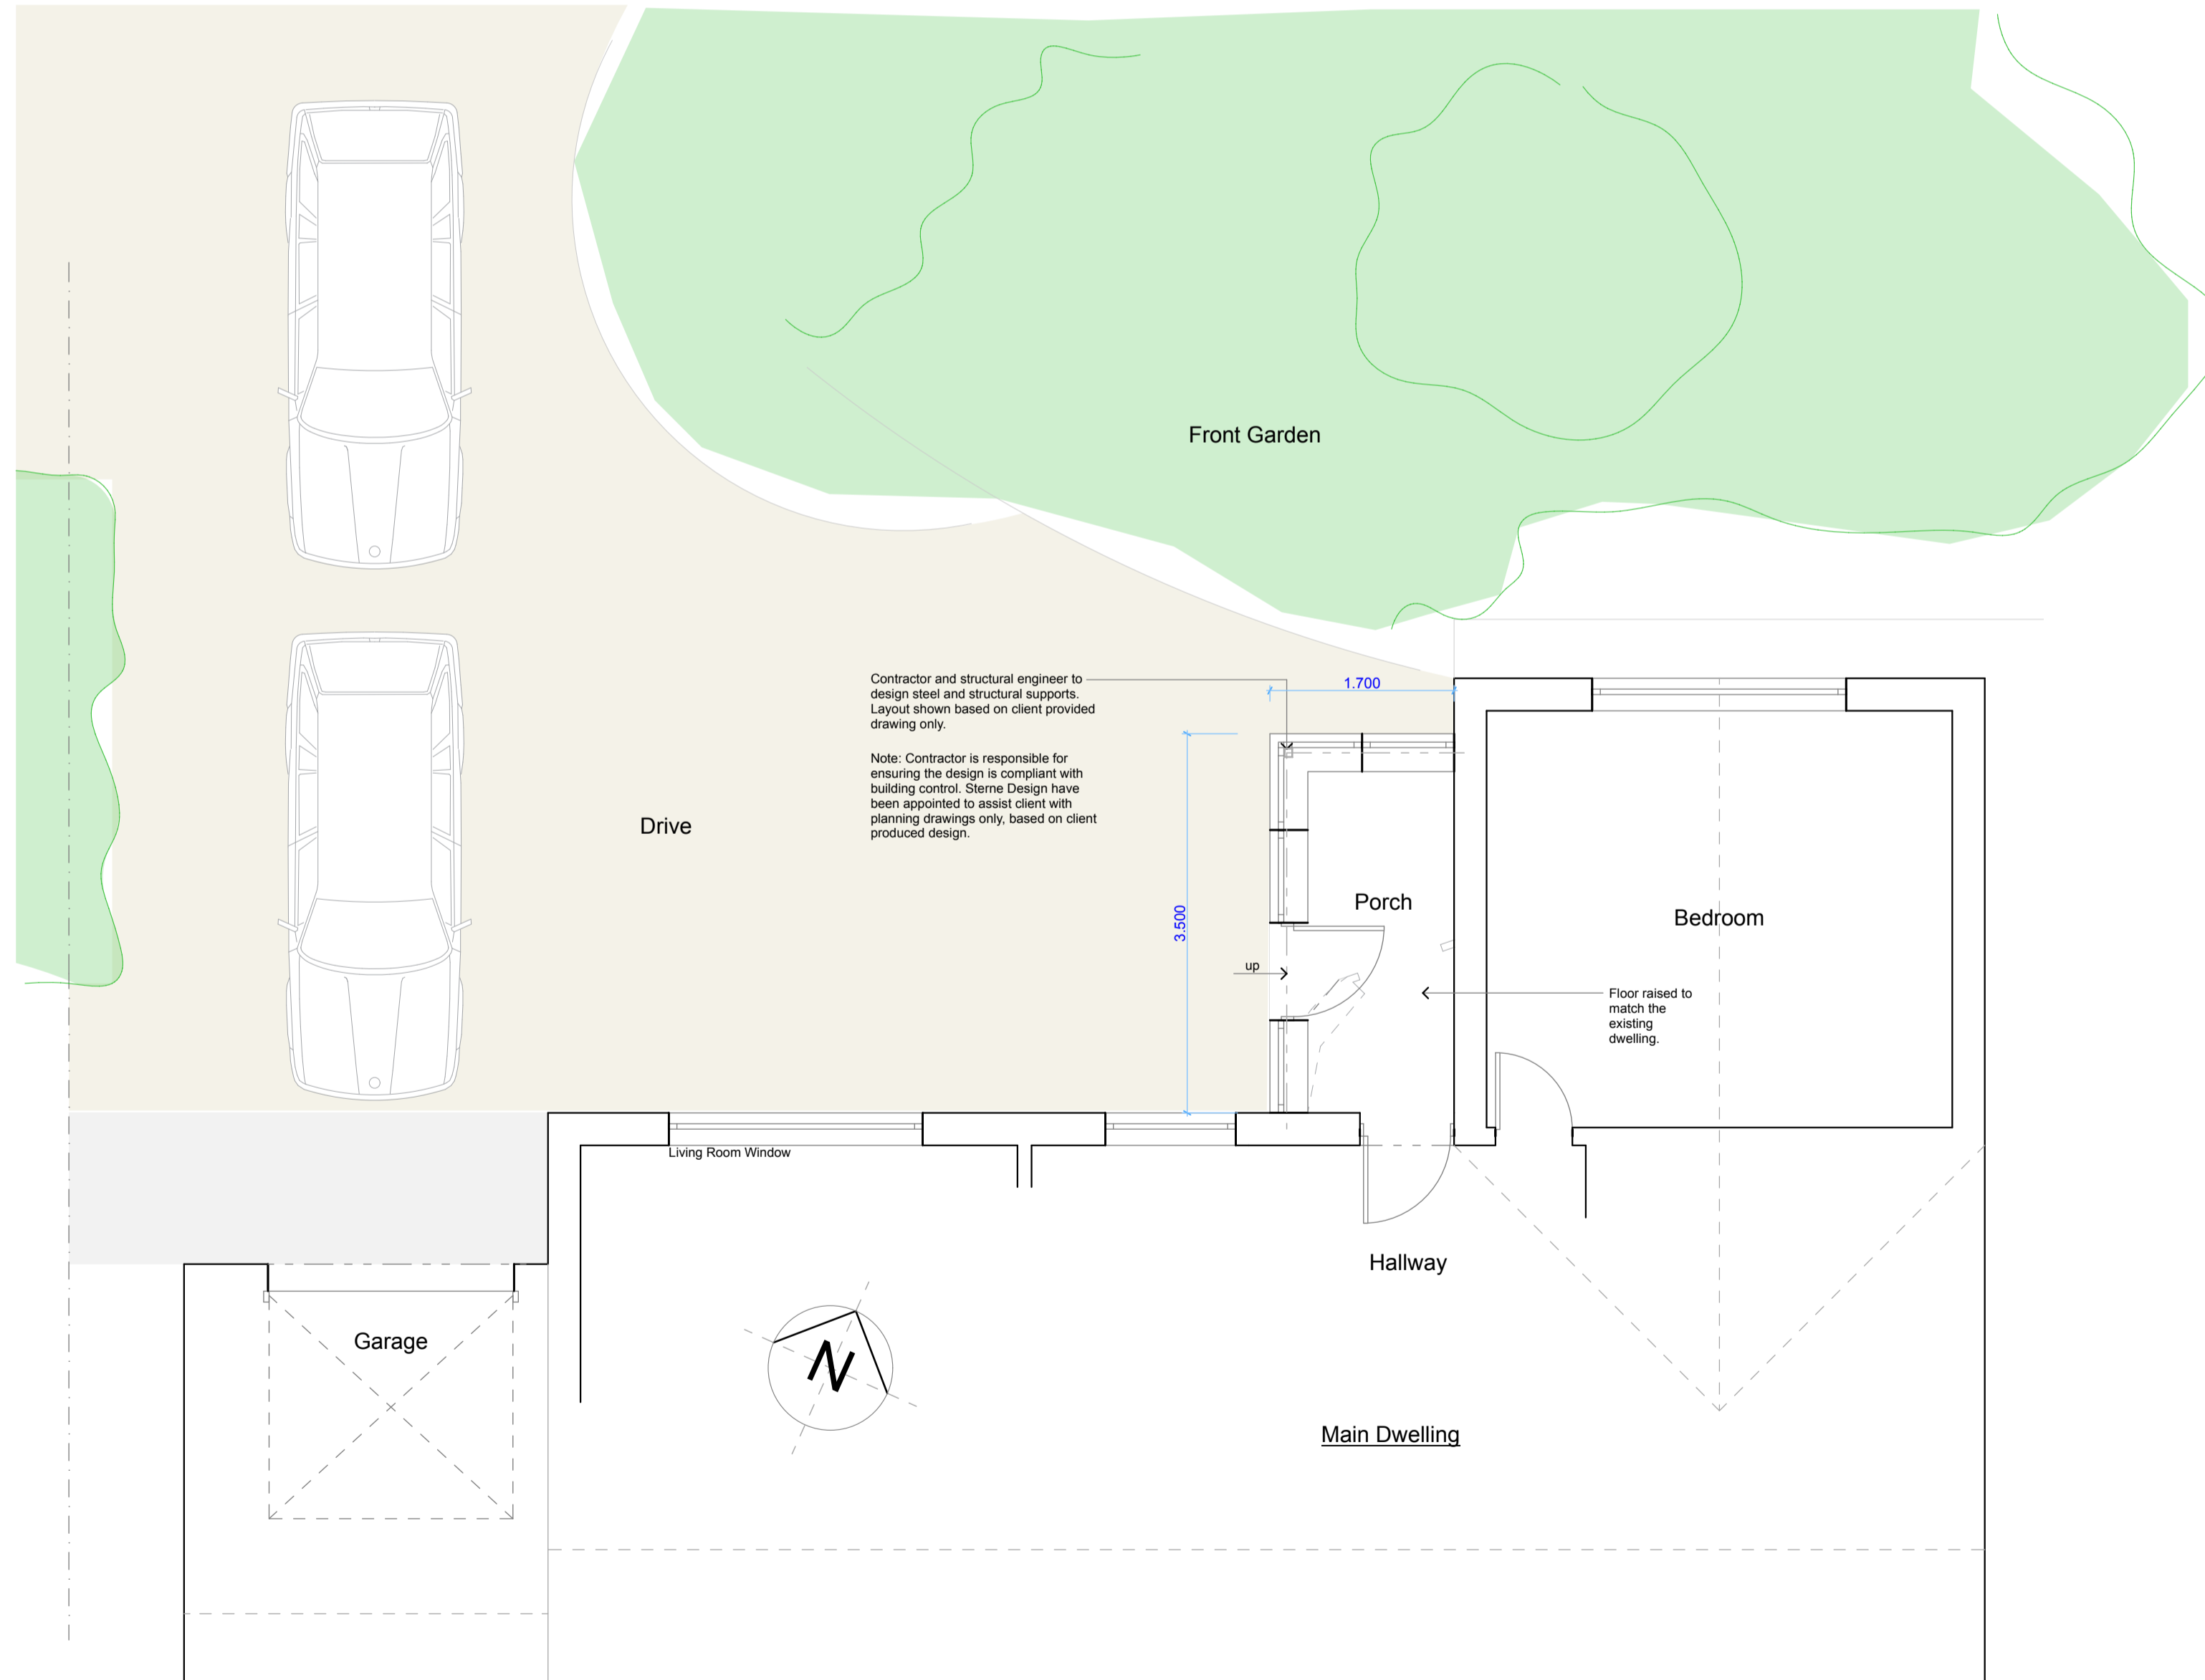 Front Garden
Contractor and structural engineer to
design steel and structural supports.
Layout shown based on client provided
drawing only.
Note: Contractor is responsible for
ensuring the design is compliant with
building control. Sterne Design have
been appointed to assist client with
planning drawings only, based on client
produced design.
1.700
Drive
3.500
Porch
Bedroom
up
Floor raised to
match the
existing
dwelling.
Living Room Window
Hallway
Garage
N
Main Dwelling